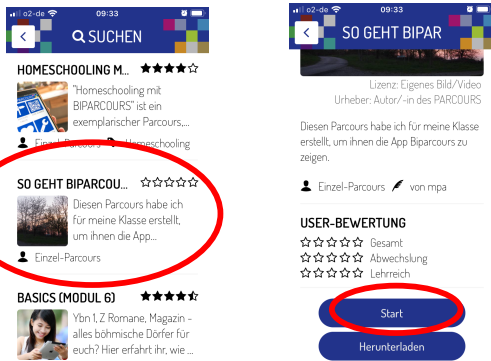 o2-de
09:33
SUCHEN
HOMESCHOOLING M...
"Homeschooling mit
BIPARCOURS" ist ein
exemplarischer Parcours,...
Einzel-Parcours Homeschooling
SO GEHT BIPARCOU...
Diesen Parcours habe ich
für meine Klasse erstellt,
um ihnen die App...
Einzel-Parcours
BASICS (MODUL 6)
Ybn 1, Z Romane, Magazin -
alles böhmische Dörfer für
euch? Hier erfahrt ihr, wie ...
o2-de
09:33
SO GEHT BIPAR
Lizenz: Eigenes Bild/Video
Urheber: Autor/-in des PARCOURS
Diesen Parcours habe ich für meine Klasse
erstellt, um ihnen die App Biparcours zu
zeigen.
Einzel-Parcours von mpa
USER-BEWERTUNG
Gesamt
Abwechslung
Lehrreich
Start
Herunterladen